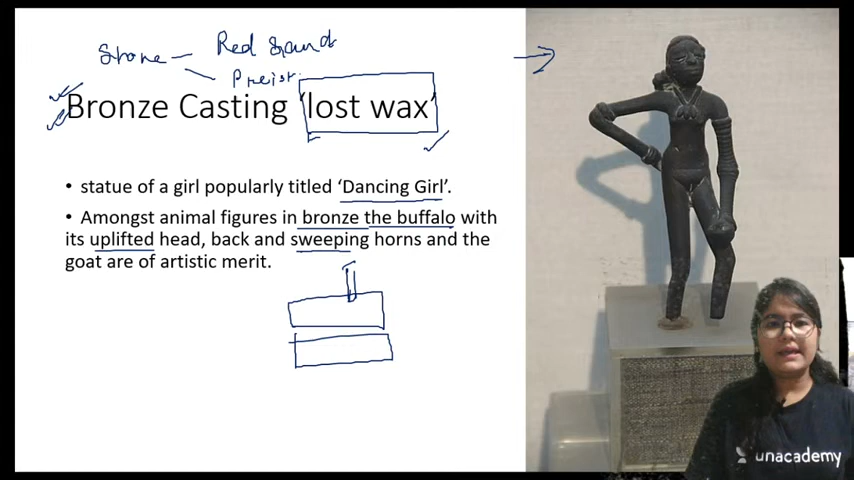 Stone — Red Sand
Preist
Bronze Casting 'lost wax'
• statue of a girl popularly titled 'Dancing Girl'.
• Amongst animal figures in bronze the buffalo with
its uplifted head, back and sweeping horns and the
goat are of artistic merit.
unacademy